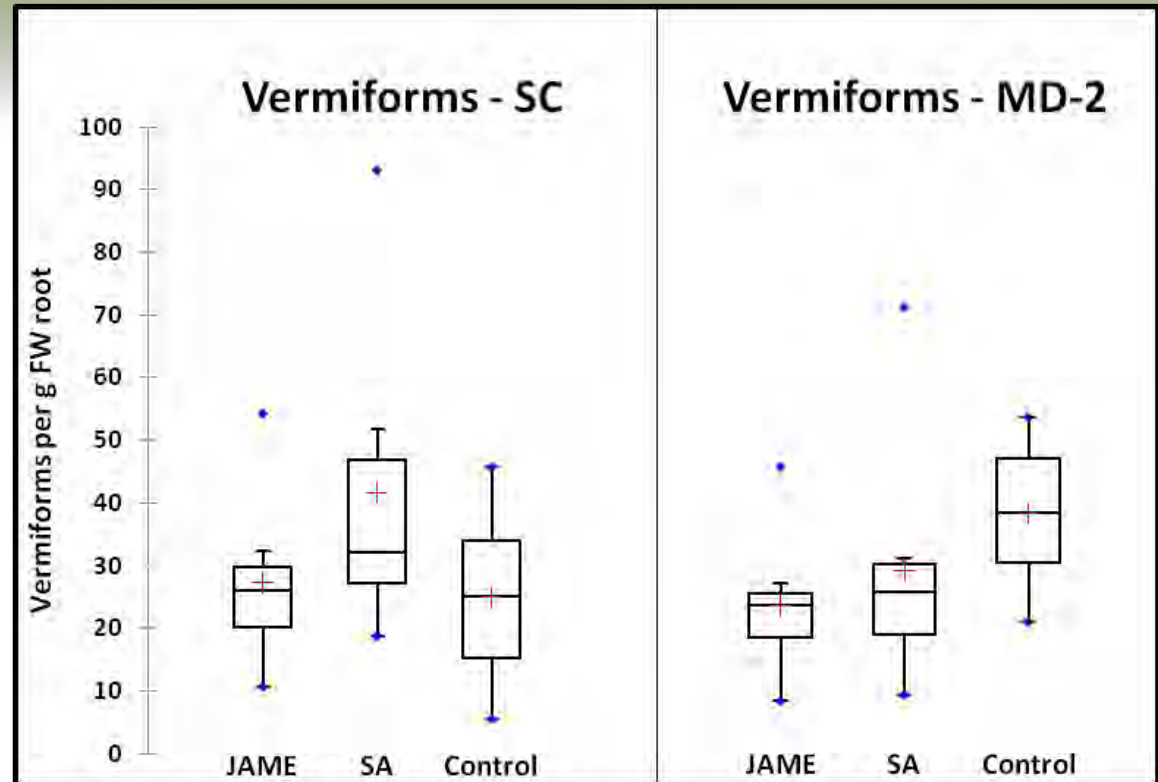 Vermiforms - SC
Vermiforms per g FW root
100
90
80
70
60
50
40
30
20
10
0
JAME SA Control
Vermiforms - MD-2
JAME SA Control